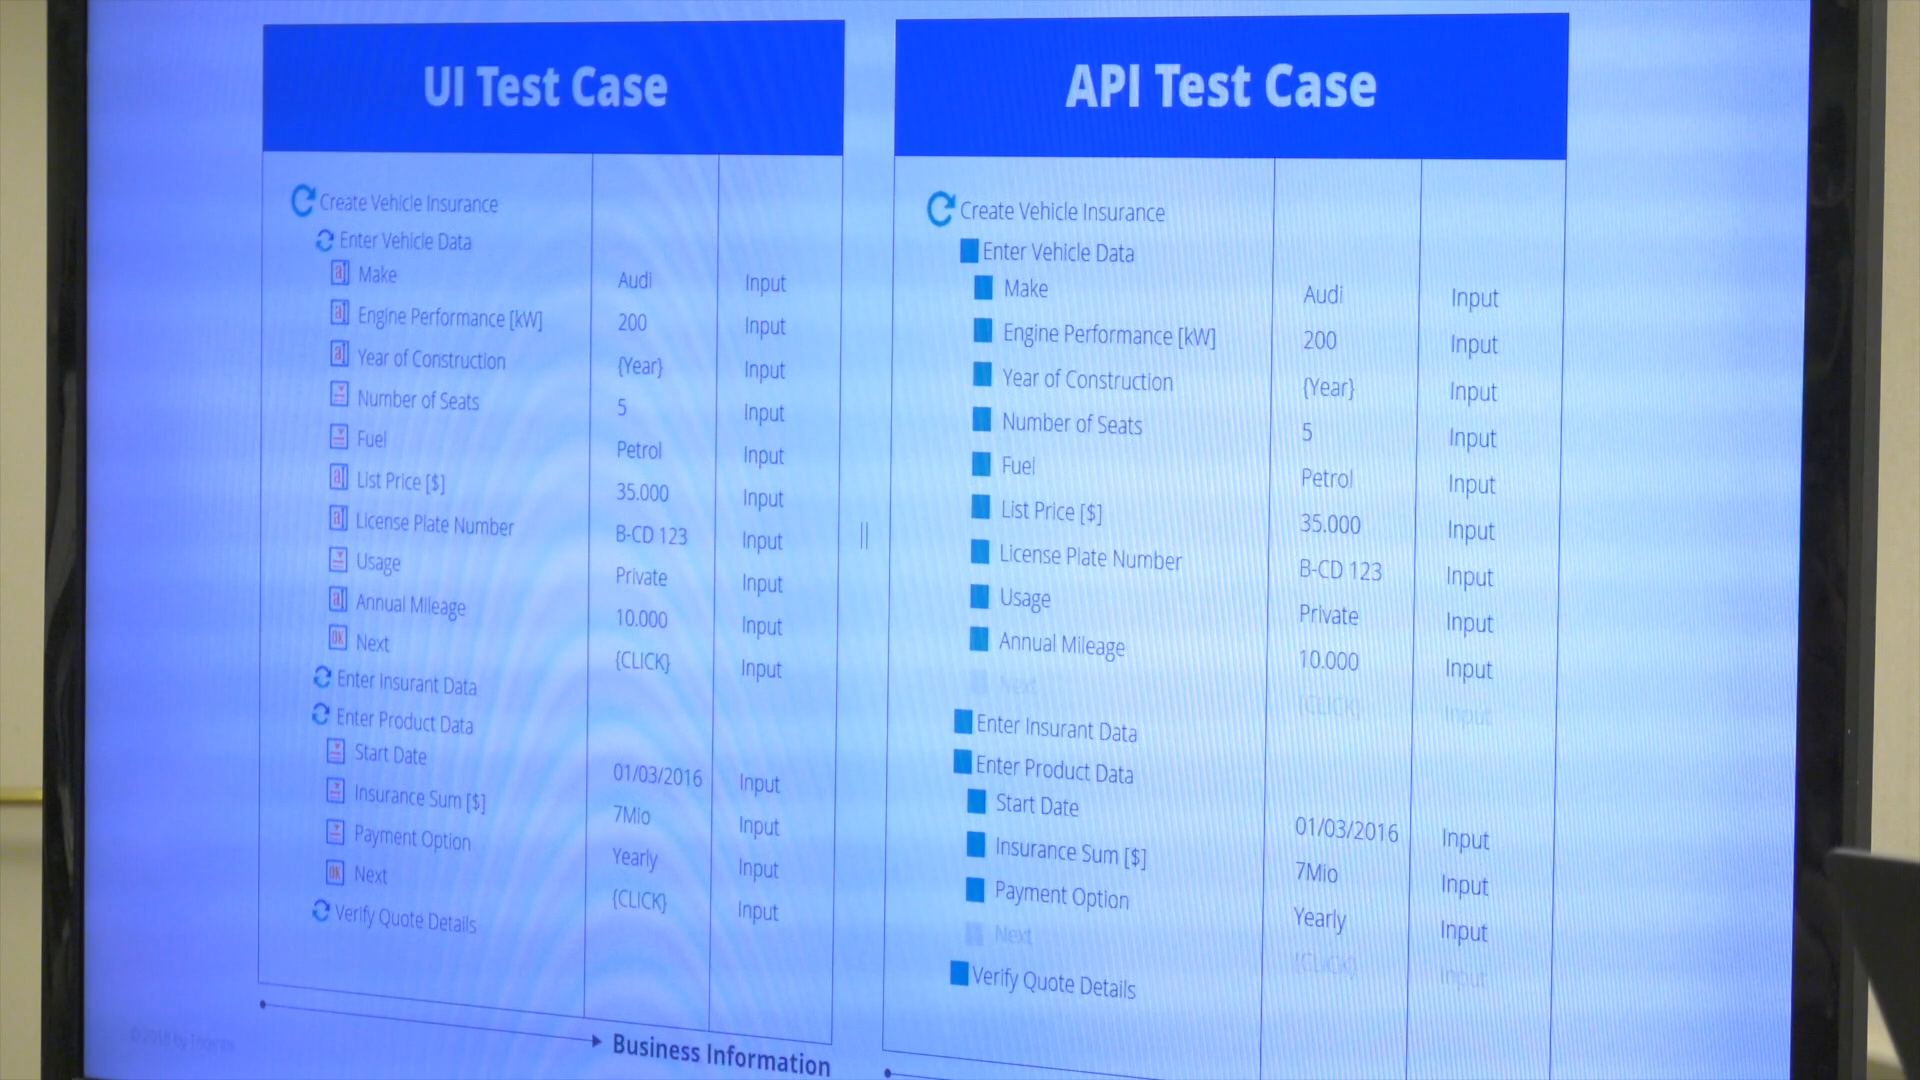 UI Test Case
Create Vehicle Insurance
Enter Vehicle Data
Make Audi Input
Engine Performance [kW] 200 Input
Year of Construction {Year} Input
Number of Seats 5 Input
Fuel Petrol Input
List Price [$] 35.000 Input
License Plate Number B-CD 123 Input
Usage Private Input
Annual Mileage 10.000 Input
Next {CLICK} Input
Enter Insurant Data
Enter Product Data
Start Date 01/03/2016 Input
Insurance Sum [$] 7Mio Input
Payment Option Yearly Input
Next {CLICK} Input
Verify Quote Details
Business Information
API Test Case
Create Vehicle Insurance
Enter Vehicle Data
Make Audi Input
Engine Performance [kW] 200 Input
Year of Construction {Year} Input
Number of Seats 5 Input
Fuel Petrol Input
List Price [$] 35.000 Input
License Plate Number B-CD 123 Input
Usage Private Input
Annual Mileage 10.000 Input
Next {CLICK} Input
Enter Insurant Data
Enter Product Data
Start Date 01/03/2016 Input
Insurance Sum [$] 7Mio Input
Payment Option Yearly Input
Next {CLICK} Input
Verify Quote Details